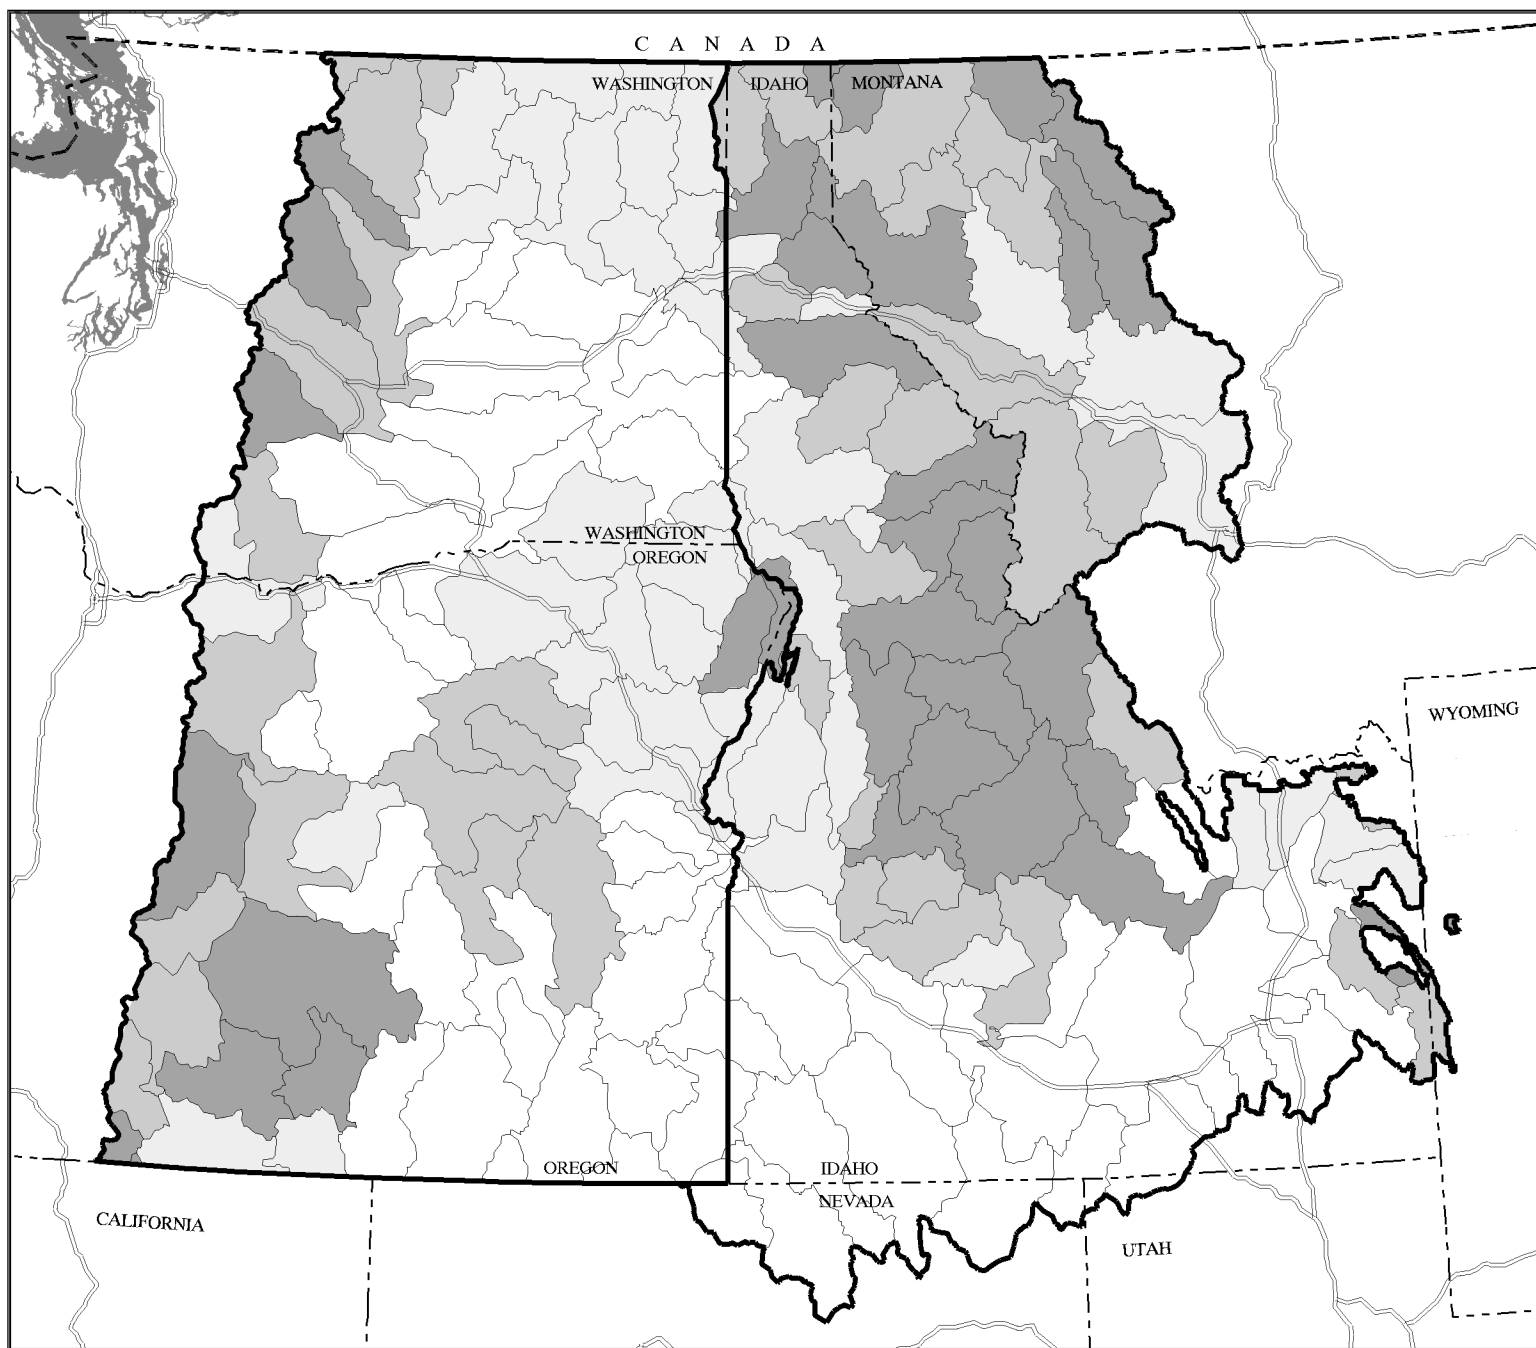 C A N A D A
WASHINGTON
IDAHO
MONTANA
WASHINGTON
OREGON
WYOMING
OREGON
IDAHO
NEVADA
CALIFORNIA
UTAH